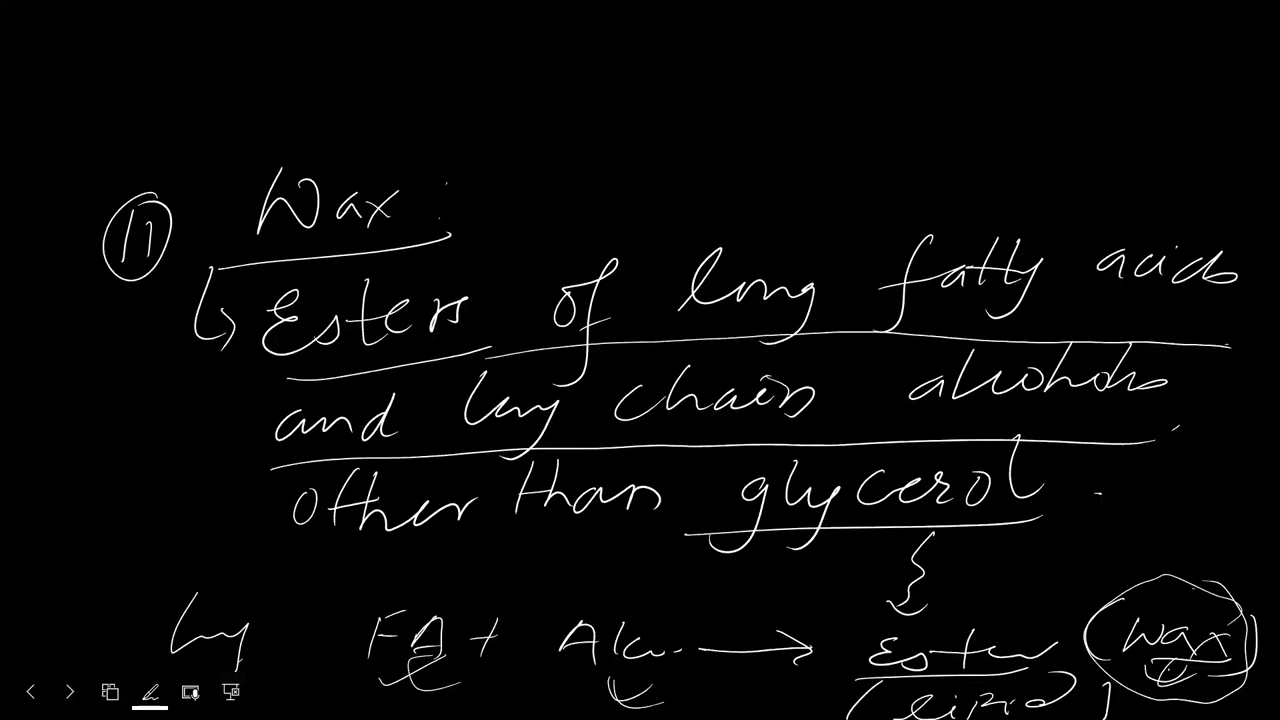 11 Wax :
Esters of long fatty acids
and long chain alcohols
other than glycerol .
long FA + Alc. → Ester (wax)
(lipid)